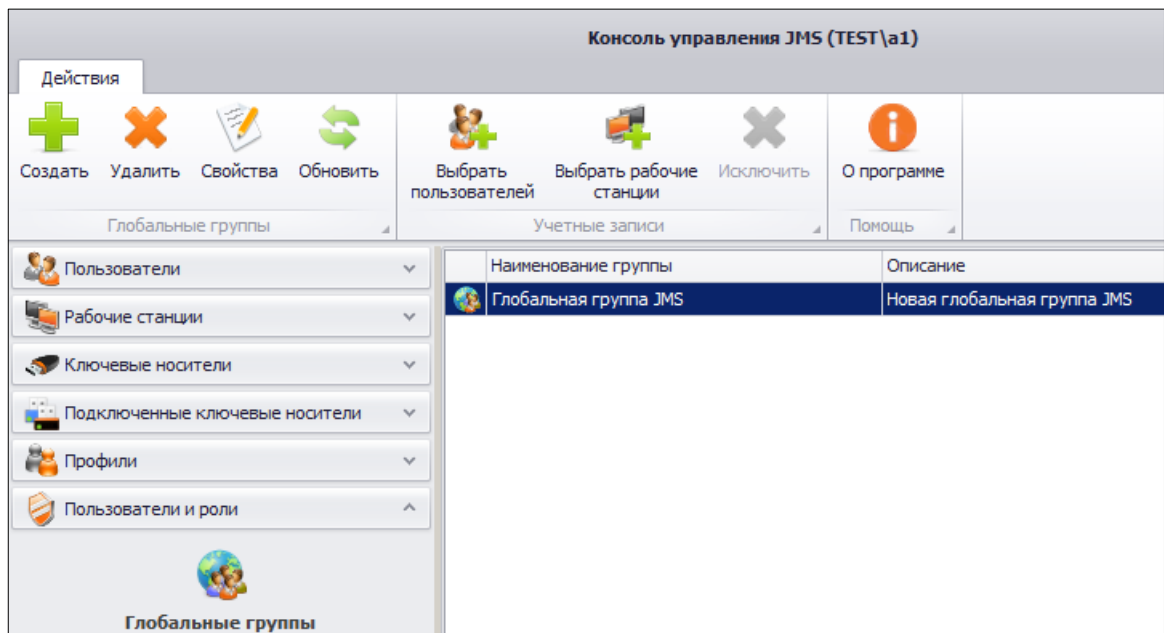 Консоль управления JMS (TEST\a1)
Действия
Создать Удалить Свойства Обновить Выбрать пользователей Выбрать рабочие станции Исключить О программе
Глобальные группы Учетные записи Помощь
Пользователи
Рабочие станции
Ключевые носители
Подключенные ключевые носители
Профили
Пользователи и роли
Глобальные группы
Наименование группы Описание
Глобальная группа JMS Новая глобальная группа JMS